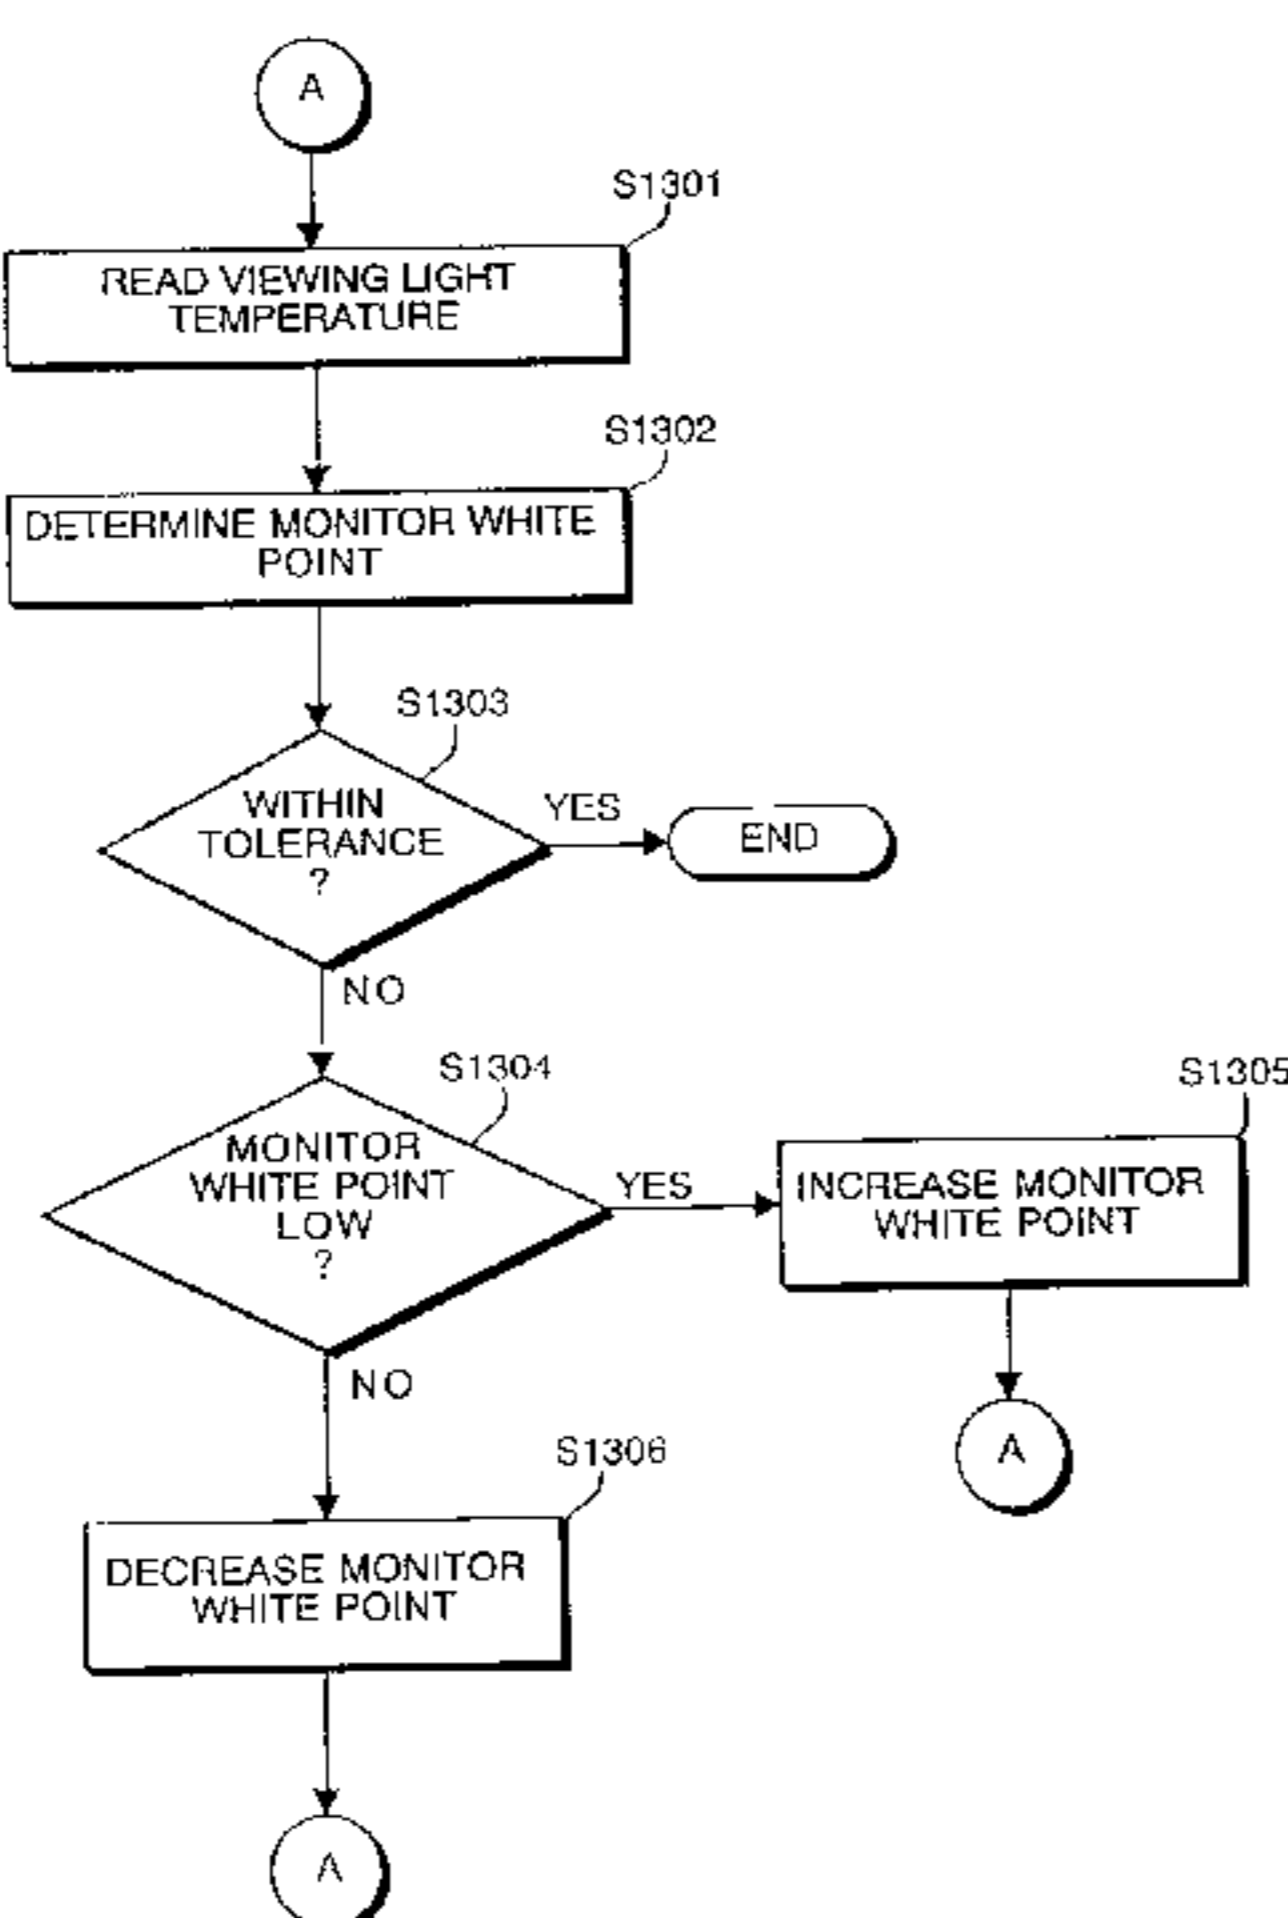 A
S1301
READ VIEWING LIGHT
TEMPERATURE
S1302
DETERMINE MONITOR WHITE
POINT
S1303
WITHIN
TOLERANCE
?
YES
END
NO
S1304
MONITOR
WHITE POINT
LOW
?
YES
S1305
INCREASE MONITOR
WHITE POINT
A
NO
S1306
DECREASE MONITOR
WHITE POINT
A